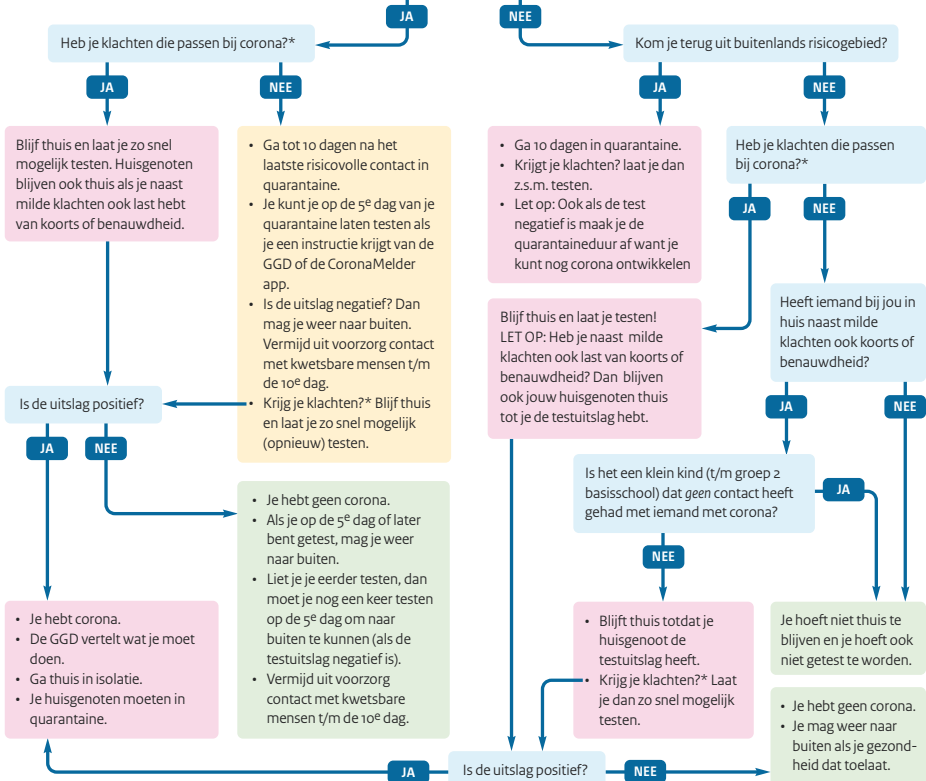 JA
NEE
Heb je klachten die passen bij corona?*
Kom je terug uit buitenlands risicogebied?
JA
NEE
JA
NEE
Blijf thuis en laat je zo snel
mogelijk testen. Huisgenoten
blijven ook thuis als je naast
milde klachten ook last hebt
van koorts of benauwdheid.
• Ga tot 10 dagen na het
laatste risicovolle contact in
quarantaine.
• Je kunt je op de 5e dag van je
quarantaine laten testen als
je een instructie krijgt van de
GGD of de CoronaMelder
app.
• Is de uitslag negatief? Dan
mag je weer naar buiten.
Vermijd uit voorzorg contact
met kwetsbare mensen t/m
de 10e dag.
• Krijg je klachten?* Blijf thuis
en laat je zo snel mogelijk
(opnieuw) testen.
• Ga 10 dagen in quarantaine.
• Krijgt je klachten? laat je dan
z.s.m. testen.
• Let op: Ook als de test
negatief is maak je de
quarantaineduur af want je
kunt nog corona ontwikkelen
Heb je klachten die passen
bij corona?*
JA
NEE
Blijf thuis en laat je testen!
LET OP: Heb je naast milde
klachten ook last van koorts of
benauwdheid? Dan blijven
ook jouw huisgenoten thuis
tot je de testuitslag hebt.
Heeft iemand bij jou in
huis naast milde
klachten ook koorts of
benauwdheid?
JA
NEE
Is de uitslag positief?
JA
NEE
Is het een klein kind (t/m groep 2
basisschool) dat geen contact heeft
gehad met iemand met corona?
JA
NEE
• Je hebt geen corona.
• Als je op de 5e dag of later
bent getest, mag je weer
naar buiten.
• Liet je je eerder testen, dan
moet je nog een keer testen
op de 5e dag om naar
buiten te kunnen (als de
testuitslag negatief is).
• Vermijd uit voorzorg
contact met kwetsbare
mensen t/m de 10e dag.
• Je hebt corona.
• De GGD vertelt wat je moet
doen.
• Ga thuis in isolatie.
• Je huisgenoten moeten in
quarantaine.
• Blijft thuis totdat je
huisgenoot de
testuitslag heeft.
• Krijg je klachten?* Laat
je dan zo snel mogelijk
testen.
Je hoeft niet thuis te
blijven en je hoeft ook
niet getest te worden.
• Je hebt geen corona.
• Je mag weer naar
buiten als je gezond-
heid dat toelaat.
JA
Is de uitslag positief?
NEE